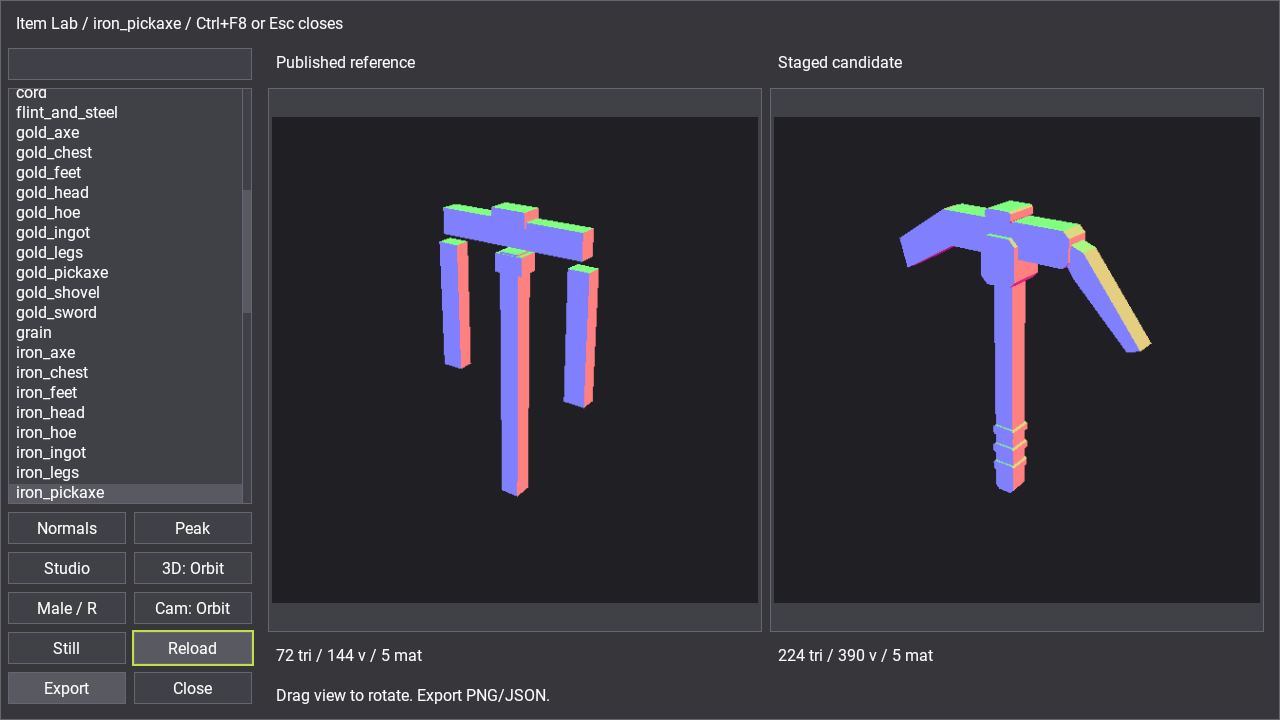 Item Lab / iron_pickaxe / Ctrl+F8 or Esc closes
Published reference
Staged candidate
cord
flint_and_steel
gold_axe
gold_chest
gold_feet
gold_head
gold_hoe
gold_ingot
gold_legs
gold_pickaxe
gold_shovel
gold_sword
grain
iron_axe
iron_chest
iron_feet
iron_head
iron_hoe
iron_ingot
iron_legs
iron_pickaxe
Normals
Peak
Studio
3D: Orbit
Male / R
Cam: Orbit
Still
Reload
Export
Close
72 tri / 144 v / 5 mat
224 tri / 390 v / 5 mat
Drag view to rotate. Export PNG/JSON.